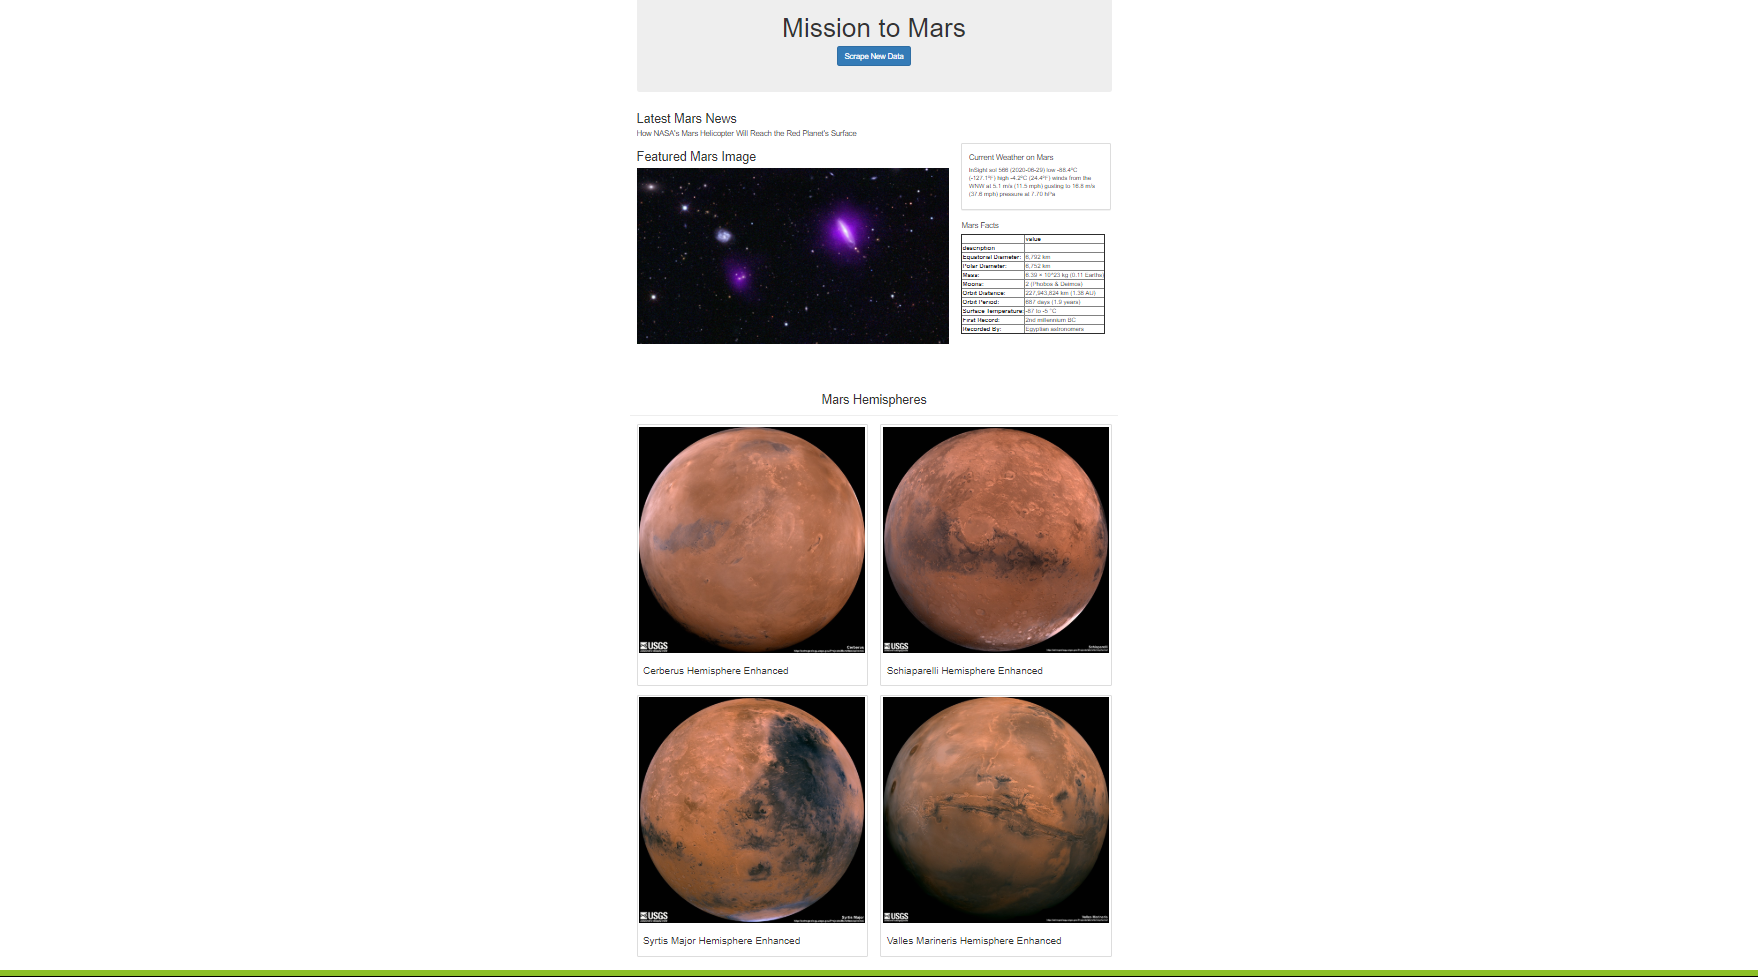 Mission to Mars
Scrape New Data
Latest Mars News
How NASA's Mars Helicopter Will Reach the Red Planet's Surface
Featured Mars Image
Current Weather on Mars
InSight sol 566 (2020-06-29) low -88.4ºC
(-127.1ºF) high -4.2ºC (24.4ºF) winds from the
WNW at 5.1 m/s (11.5 mph) gusting to 16.8 m/s
(37.6 mph) pressure at 7.70 hPa
Mars Facts
value
description
Equatorial Diameter: 6,792 km
Polar Diameter: 6,752 km
Mass: 6.39 × 10^23 kg (0.11 Earths)
Moons: 2 (Phobos & Deimos)
Orbit Distance: 227,943,824 km (1.38 AU)
Orbit Period: 687 days (1.9 years)
Surface Temperature: -87 to -5 °C
First Record: 2nd millennium BC
Recorded By: Egyptian astronomers
Mars Hemispheres
USGS
Cerberus
USGS
Schiaparelli
Cerberus Hemisphere Enhanced
Schiaparelli Hemisphere Enhanced
USGS
Syrtis Major
USGS
Valles Marineris
Syrtis Major Hemisphere Enhanced
Valles Marineris Hemisphere Enhanced